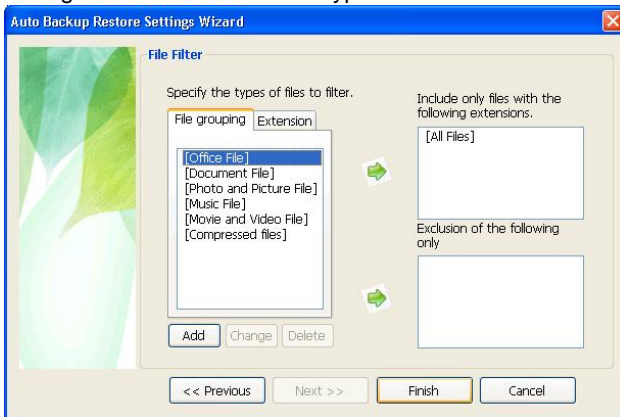 Auto Backup Restore Settings Wizard
File Filter
Specify the types of files to filter.
File grouping
Extension
[Office File]
[Document File]
[Photo and Picture File]
[Music File]
[Movie and Video File]
[Compressed files]
Add
Change
Delete
Include only files with the
following extensions.
[All Files]
Exclusion of the following
only
<< Previous
Next >>
Finish
Cancel